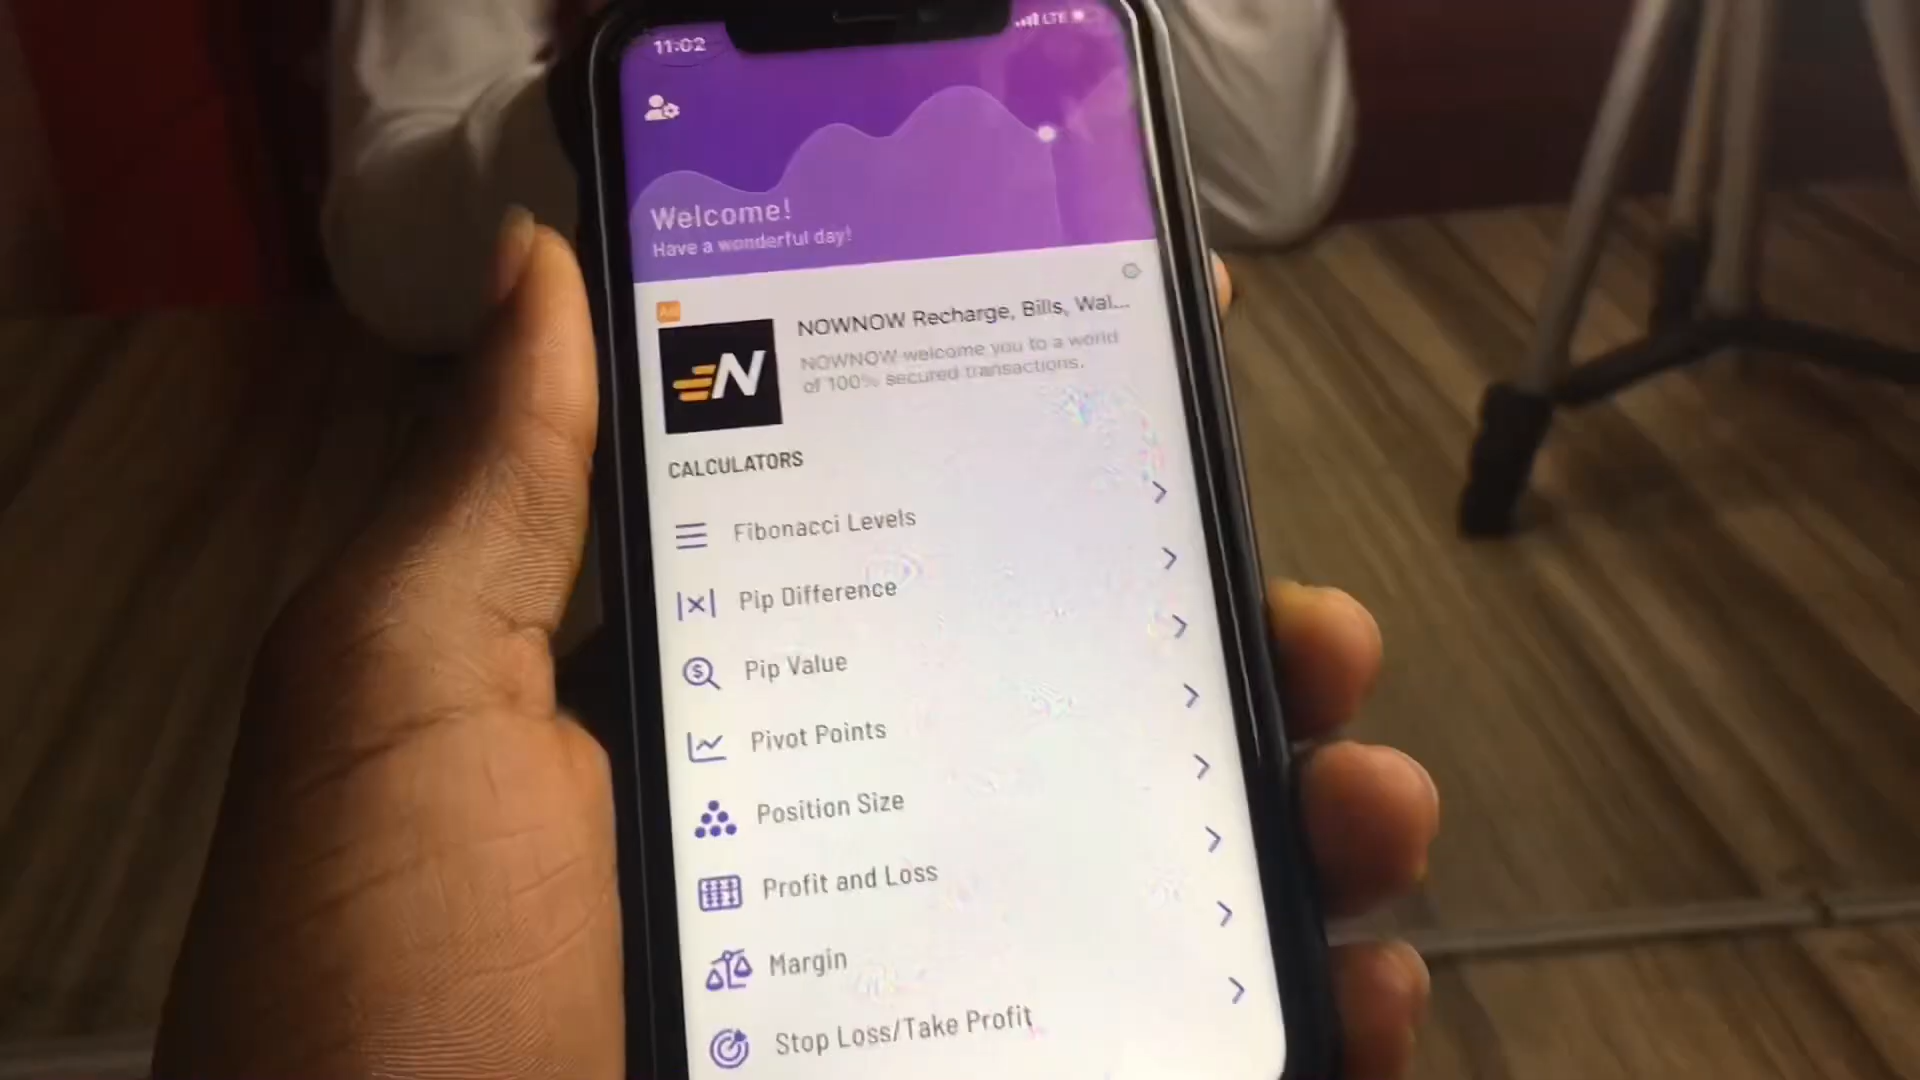 11:02
LTE
Welcome!
Have a wonderful day!
Ad
NOWNOW Recharge, Bills, Wal...
NOWNOW welcome you to a world
of 100% secured transactions.
N
CALCULATORS
Fibonacci Levels
Pip Difference
Pip Value
Pivot Points
Position Size
Profit and Loss
Margin
Stop Loss/Take Profit